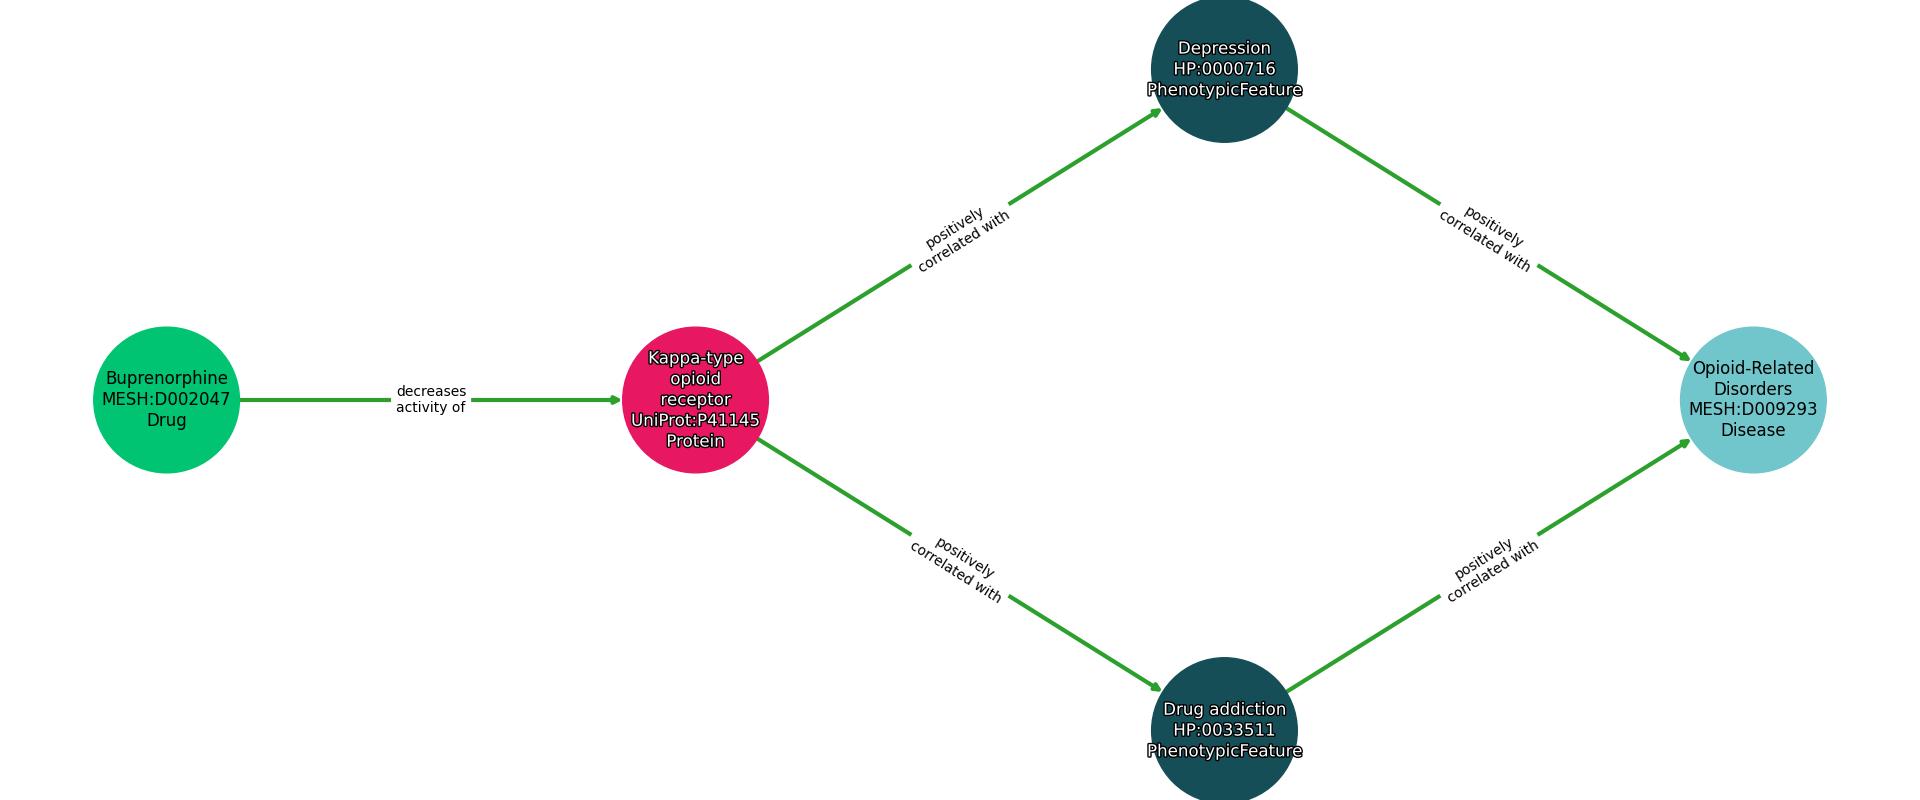 Depression
HP:0000716
PhenotypicFeature
positively
correlated with
positively
correlated with
Buprenorphine
MESH:D002047
Drug
decreases
activity of
Kappa-type
opioid
receptor
UniProt:P41145
Protein
Opioid-Related
Disorders
MESH:D009293
Disease
positively
correlated with
positively
correlated with
Drug addiction
HP:0033511
PhenotypicFeature